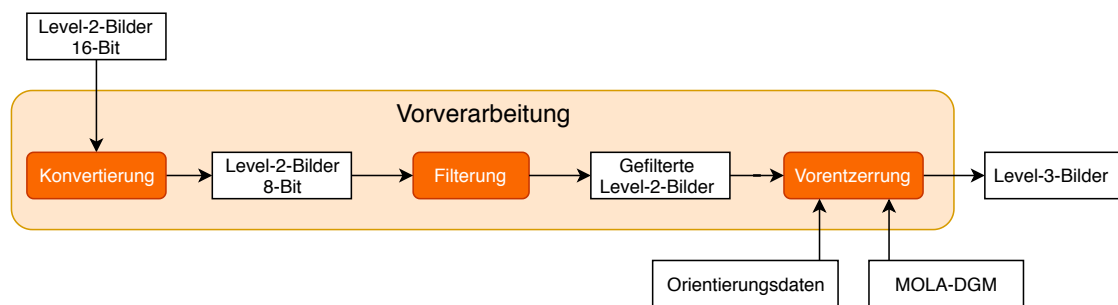 Level-2-Bilder
16-Bit
Vorverarbeitung
Konvertierung
Level-2-Bilder
8-Bit
Filterung
Gefilterte
Level-2-Bilder
Vorentzerrung
Level-3-Bilder
Orientierungsdaten
MOLA-DGM